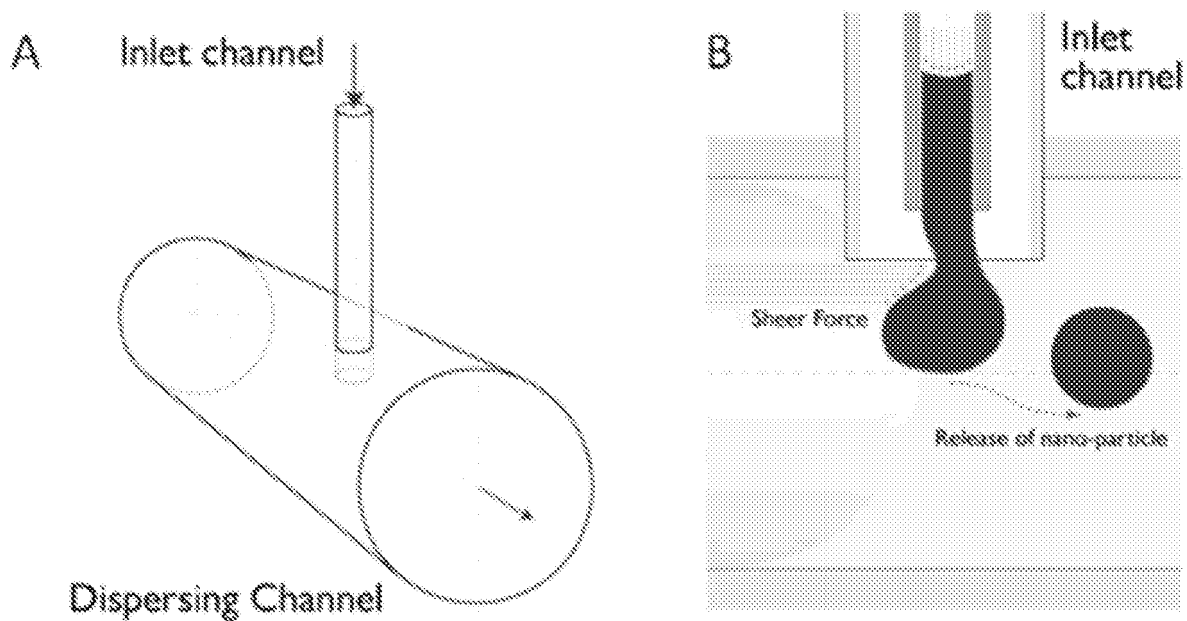 A
Inlet channel
Dispersing Channel
B
Inlet
channel
Sheer Force
Release of nano-particle